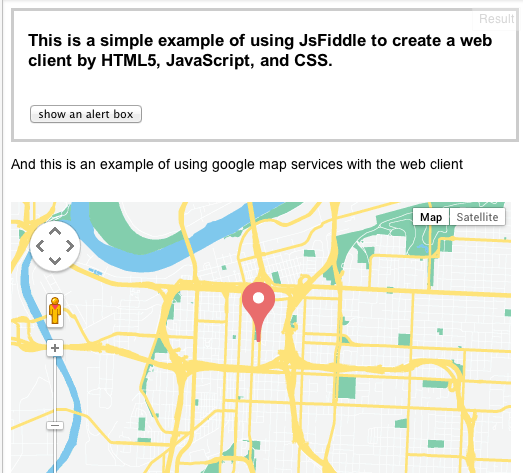 Result
This is a simple example of using JsFiddle to create a web
client by HTML5, JavaScript, and CSS.
show an alert box
And this is an example of using google map services with the web client
Map Satellite